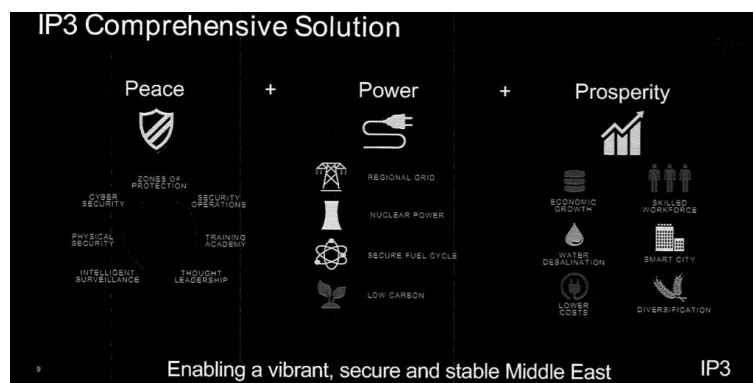 IP3 Comprehensive Solution
Peace + Power + Prosperity
ZONES OF
PROTECTION
CYBER
SECURITY
SECURITY
OPERATIONS
PHYSICAL
SECURITY
TRAINING
ACADEMY
INTELLIGENT
SURVEILLANCE
THOUGHT
LEADERSHIP
REGIONAL GRID
NUCLEAR POWER
SECURE FUEL CYCLE
LOW CARBON
ECONOMIC
GROWTH
SKILLED
WORKFORCE
WATER
DESALINATION
SMART CITY
LOWER
COSTS
DIVERSIFICATION
9
Enabling a vibrant, secure and stable Middle East
IP3